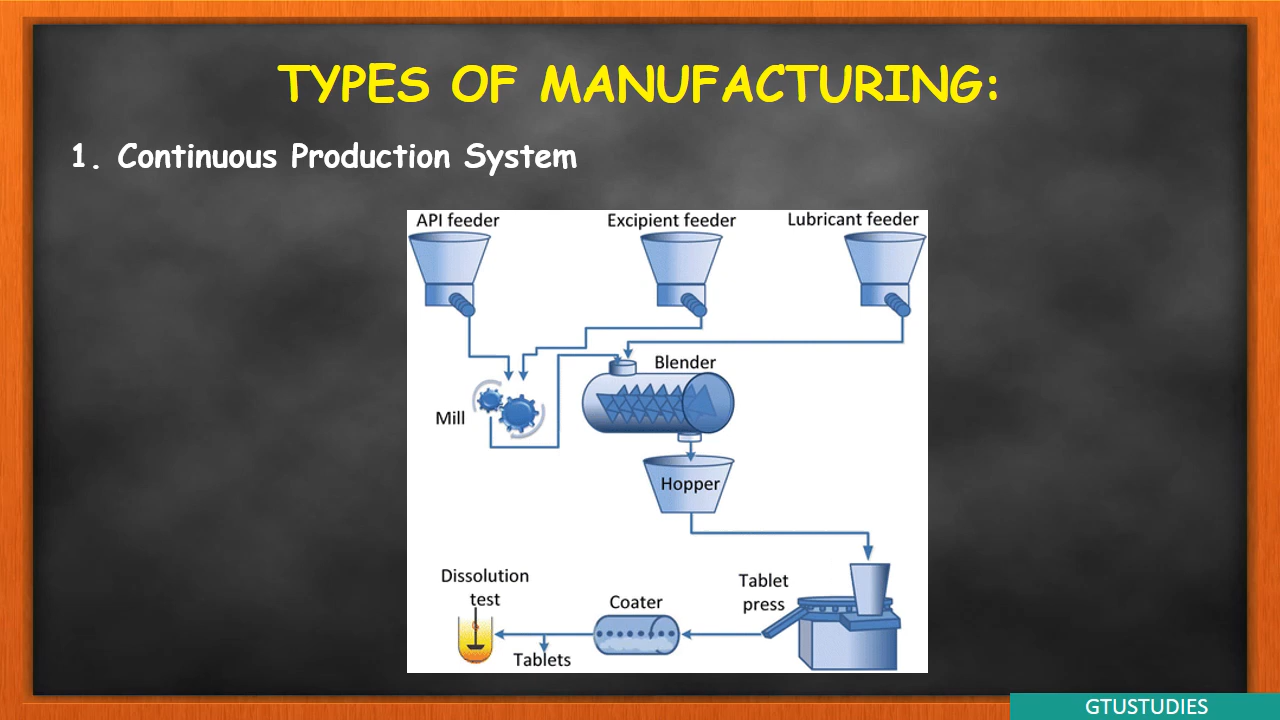 TYPES OF MANUFACTURING:
1. Continuous Production System
API feeder
Excipient feeder
Lubricant feeder
Blender
Mill
Hopper
Dissolution
test
Coater
Tablet
press
Tablets
GTUSTUDIES